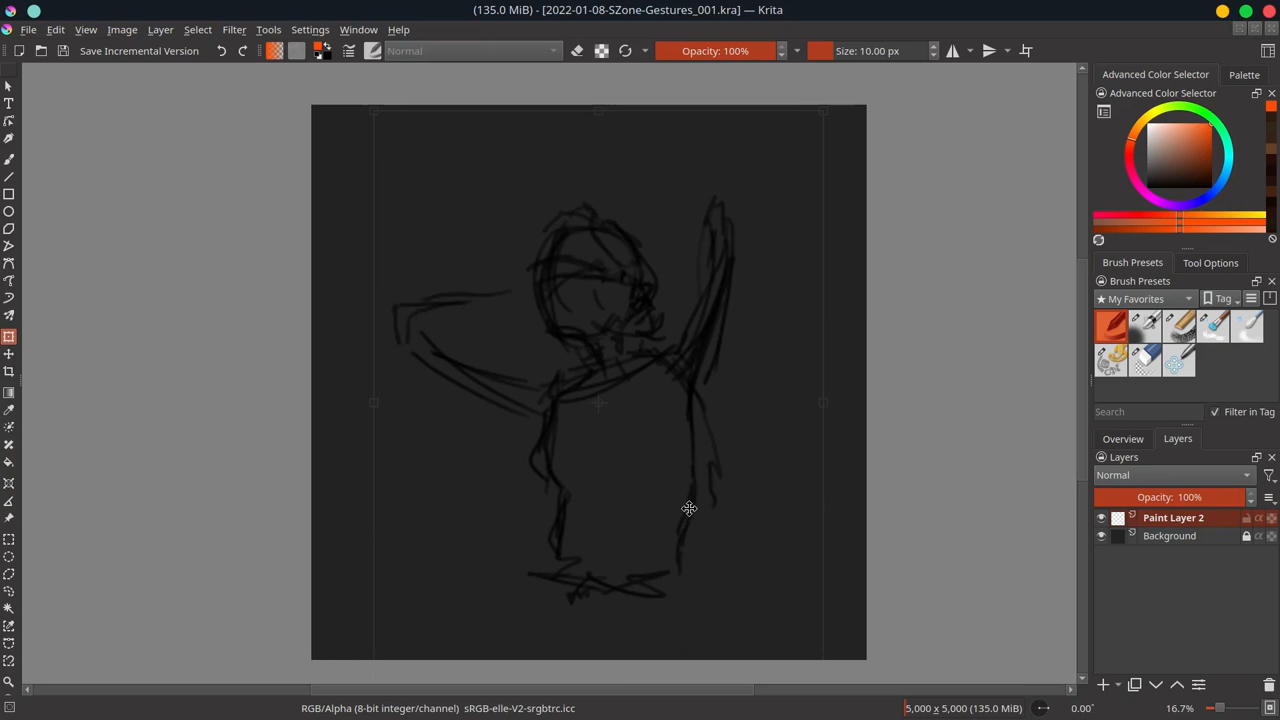 (135.0 MiB) - [2022-01-08-SZone-Gestures_001.kra] — Krita
File Edit View Image Layer Select Filter Tools Settings Window Help
Save Incremental Version Normal Opacity: 100% Size: 10.00 px
Advanced Color Selector Palette
Advanced Color Selector
Brush Presets Tool Options
Brush Presets
★ My Favorites Tag
Search Filter in Tag
Overview Layers
Layers
Normal
Opacity: 100%
Paint Layer 2
Background
RGB/Alpha (8-bit integer/channel) sRGB-elle-V2-srgbtrc.icc 5,000 x 5,000 (135.0 MiB) 0.00° 16.7%